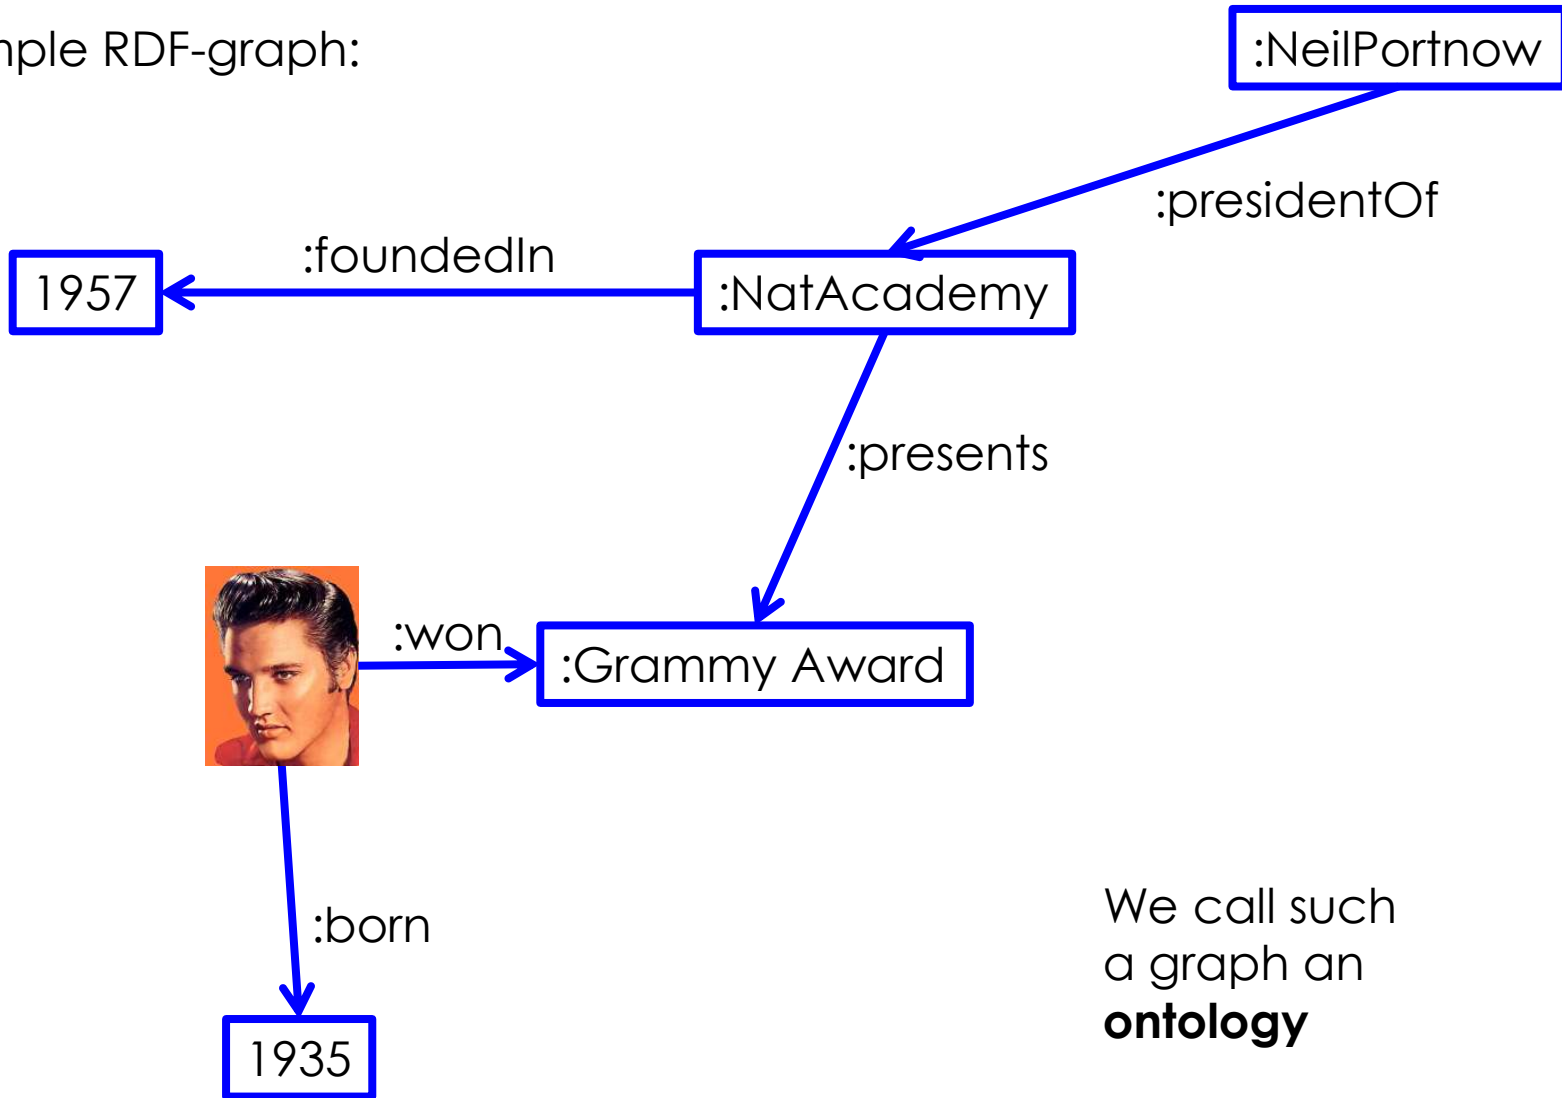 RDF-graph:
:NeilPortnow
:presidentOf
:foundedIn
1957
:NatAcademy
:presents
:won
:Grammy Award
:born
1935
We call such
a graph an
ontology